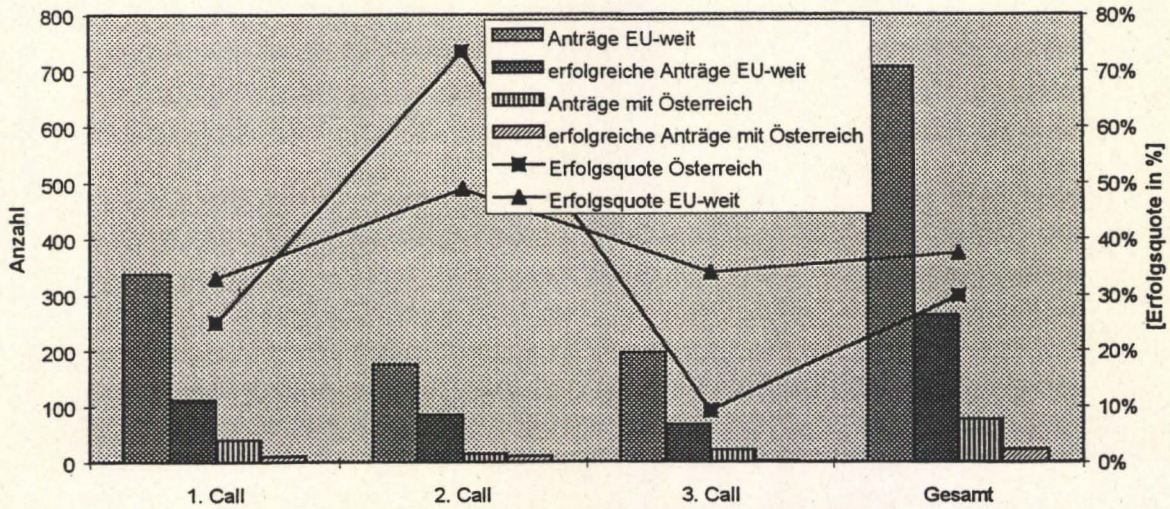 800
700
600
500
400
300
200
100
0
Anzahl
Anträge EU-weit
erfolgreiche Anträge EU-weit
Anträge mit Österreich
erfolgreiche Anträge mit Österreich
Erfolgsquote Österreich
Erfolgsquote EU-weit
80%
70%
60%
50%
40%
30%
20%
10%
0%
[Erfolgsquote in %]
1. Call
2. Call
3. Call
Gesamt